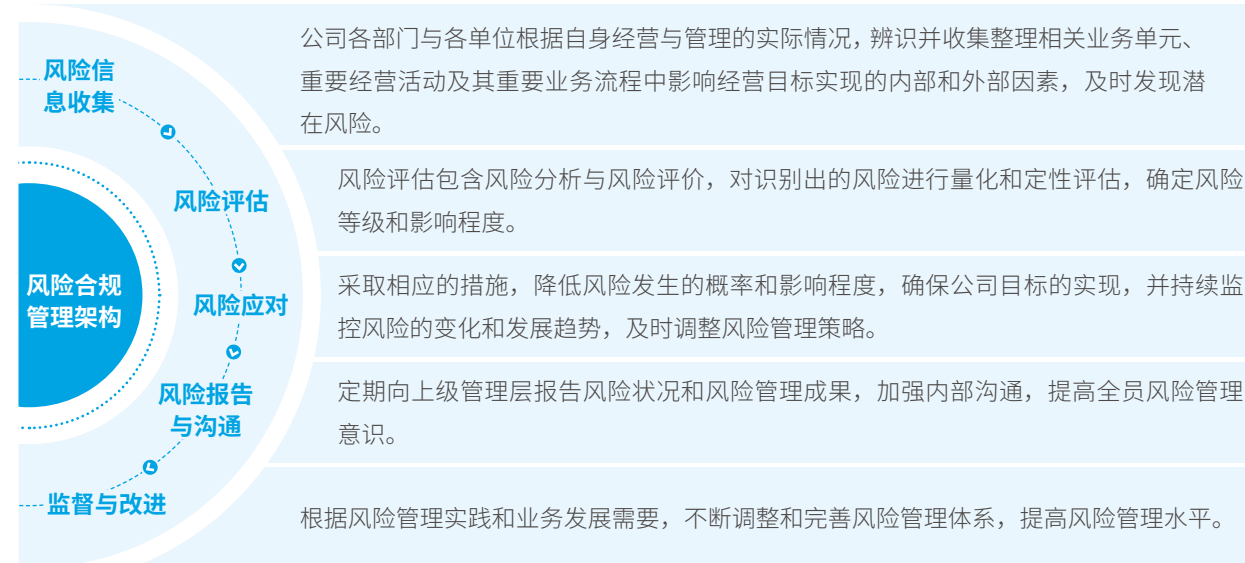 风险合规
管理架构
风险信
息收集
公司各部门与各单位根据自身经营与管理的实际情况，辨识并收集整理相关业务单元、
重要经营活动及其重要业务流程中影响经营目标实现的内部和外部因素，及时发现潜
在风险。
风险评估
风险评估包含风险分析与风险评价，对识别出的风险进行量化和定性评估，确定风险
等级和影响程度。
风险应对
采取相应的措施，降低风险发生的概率和影响程度，确保公司目标的实现，并持续监
控风险的变化和发展趋势，及时调整风险管理策略。
风险报告
与沟通
定期向上级管理层报告风险状况和风险管理成果，加强内部沟通，提高全员风险管理
意识。
监督与改进
根据风险管理实践和业务发展需要，不断调整和完善风险管理体系，提高风险管理水平。